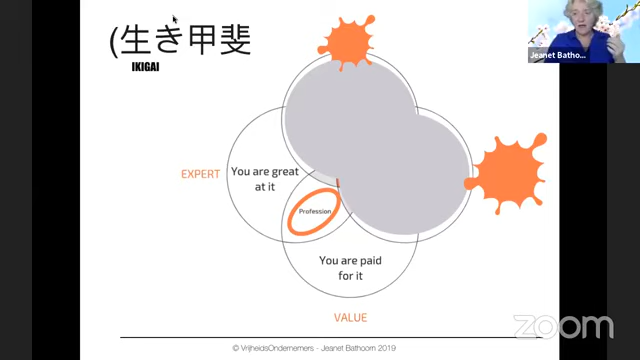 (生き甲斐
IKIGAI
Jeanet Batho...
EXPERT
You are great
at it
Profession
You are paid
for it
VALUE
© VrijheidsOndernemers - Jeanet Bathoorn 2019
zoom